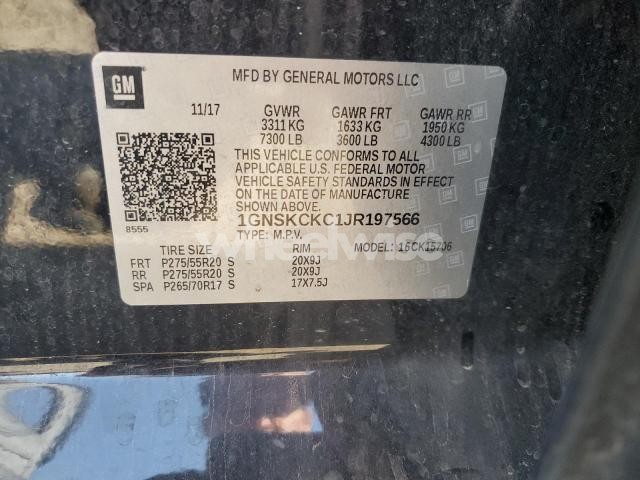 GM
MFD BY GENERAL MOTORS LLC
11/17 GVWR GAWR FRT GAWR RR
3311 KG 1633 KG 1950 KG
7300 LB 3600 LB 4300 LB
THIS VEHICLE CONFORMS TO ALL
APPLICABLE U.S. FEDERAL MOTOR
VEHICLE SAFETY STANDARDS IN EFFECT
ON THE DATE OF MANUFACTURE SHOWN ABOVE.
8555
1GNSKCKC1JR197566
TYPE: M.P.V. MODEL: 15CK15706
TIRE SIZE RIM
FRT P275/55R20 S 20X9J
RR P275/55R20 S 20X9J
SPA P265/70R17 S 17X7.5J